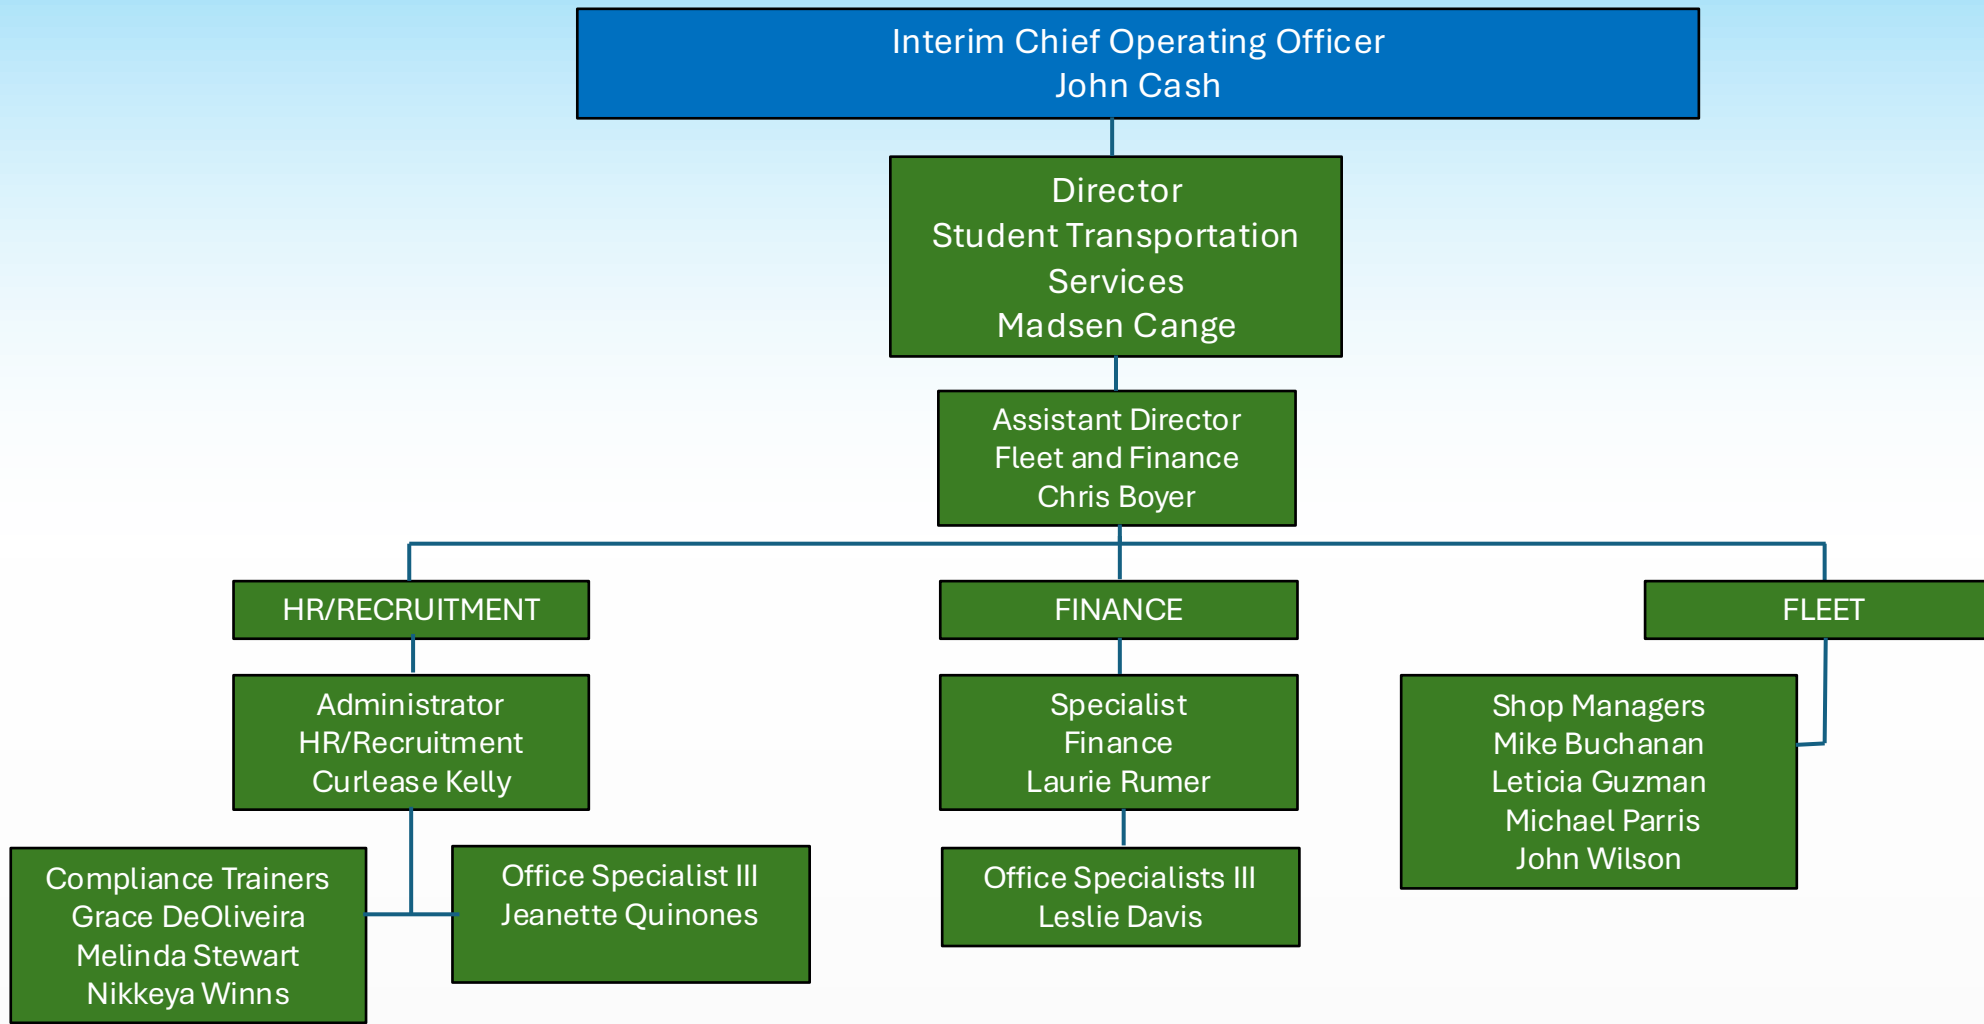 Interim Chief Operating Officer
John Cash
Director
Student Transportation
Services
Madsen Cange
Assistant Director
Fleet and Finance
Chris Boyer
HR/RECRUITMENT
FINANCE
FLEET
Administrator
HR/Recruitment
Curlease Kelly
Specialist
Finance
Laurie Rumer
Shop Managers
Mike Buchanan
Leticia Guzman
Michael Parris
John Wilson
Compliance Trainers
Grace DeOliveira
Melinda Stewart
Nikkeya Winns
Office Specialist III
Jeanette Quinones
Office Specialists III
Leslie Davis